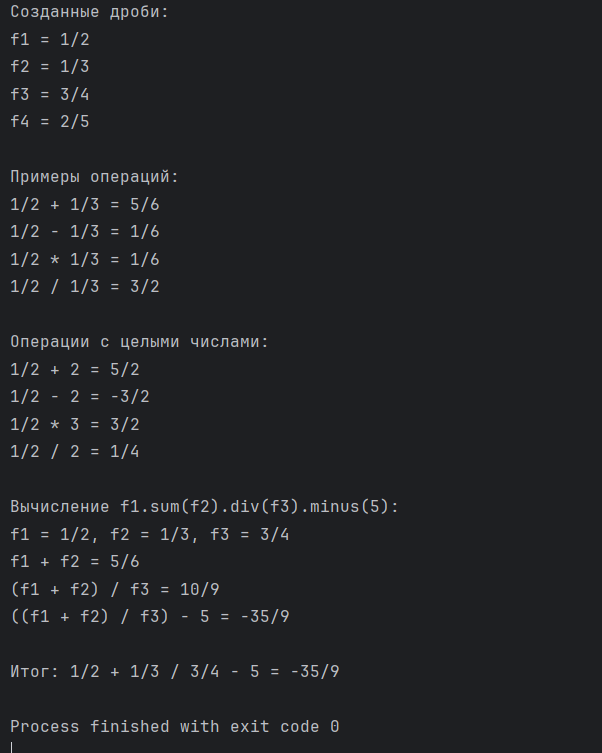 Созданные дроби:
f1 = 1/2
f2 = 1/3
f3 = 3/4
f4 = 2/5
Примеры операций:
1/2 + 1/3 = 5/6
1/2 - 1/3 = 1/6
1/2 * 1/3 = 1/6
1/2 / 1/3 = 3/2
Операции с целыми числами:
1/2 + 2 = 5/2
1/2 - 2 = -3/2
1/2 * 3 = 3/2
1/2 / 2 = 1/4
Вычисление f1.sum(f2).div(f3).minus(5):
f1 = 1/2, f2 = 1/3, f3 = 3/4
f1 + f2 = 5/6
(f1 + f2) / f3 = 10/9
((f1 + f2) / f3) - 5 = -35/9
Итог: 1/2 + 1/3 / 3/4 - 5 = -35/9
Process finished with exit code 0